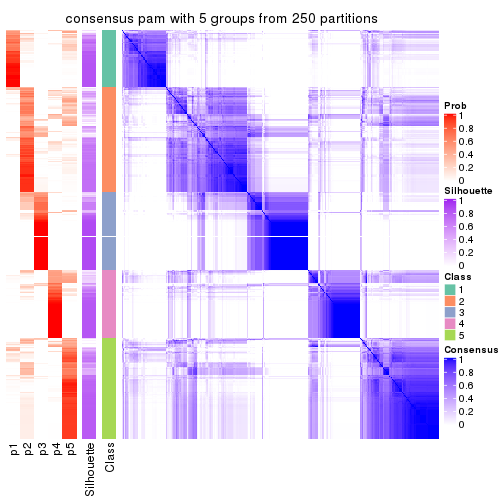 consensus pam with 5 groups from 250 partitions
Prob
1
0.8
0.6
0.4
0.2
0
Silhouette
1
0.8
0.6
0.4
0.2
0
Class
1
2
3
4
5
Consensus
1
0.8
0.6
0.4
0.2
0
p1
p2
p3
p4
p5
Silhouette
Class